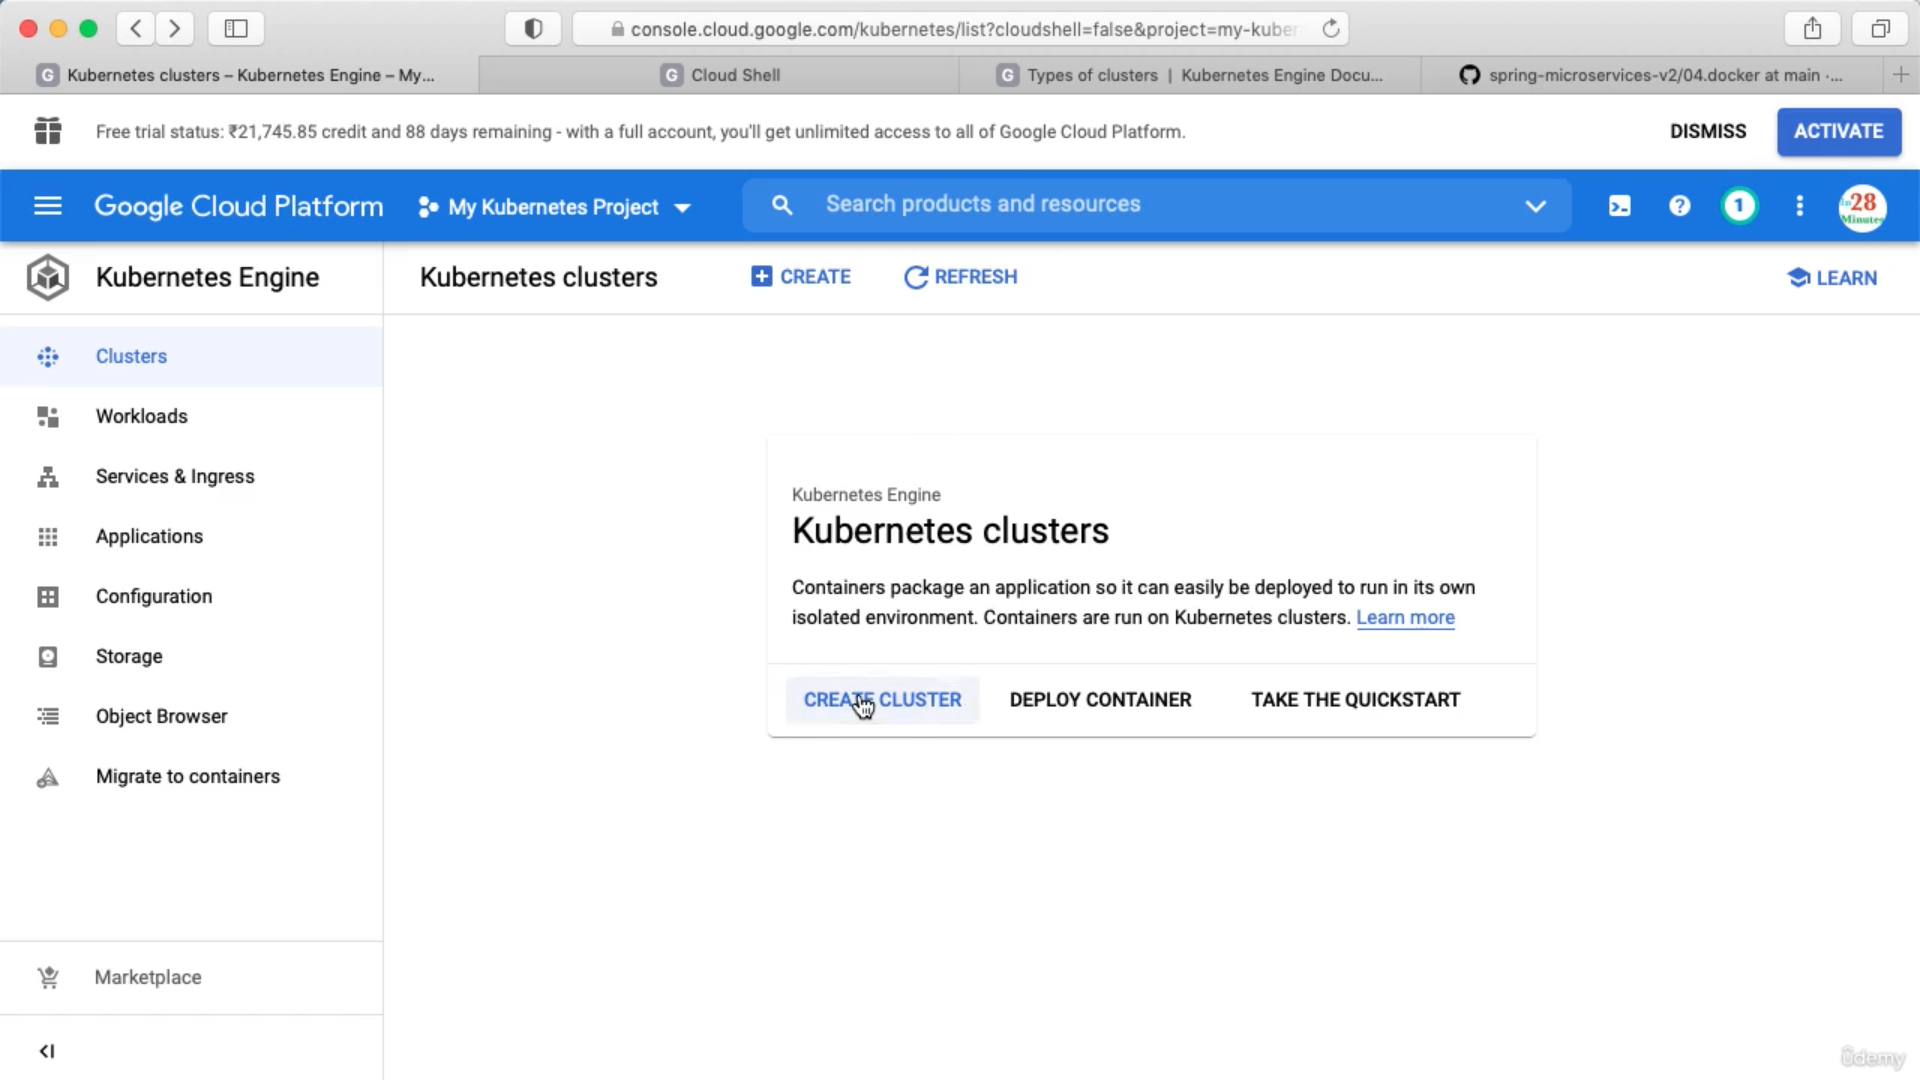 console.cloud.google.com/kubernetes/list?cloudshell=false&project=my-kuber
Kubernetes clusters – Kubernetes Engine – My...
Cloud Shell
Types of clusters | Kubernetes Engine Docu...
spring-microservices-v2/04.docker at main ·...
Free trial status: ₹21,745.85 credit and 88 days remaining - with a full account, you'll get unlimited access to all of Google Cloud Platform.
DISMISS
ACTIVATE
Google Cloud Platform
My Kubernetes Project
Search products and resources
1
in28
Minutes
Kubernetes Engine
Kubernetes clusters
CREATE
REFRESH
LEARN
Clusters
Workloads
Services & Ingress
Applications
Configuration
Storage
Object Browser
Migrate to containers
Marketplace
Kubernetes Engine
Kubernetes clusters
Containers package an application so it can easily be deployed to run in its own
isolated environment. Containers are run on Kubernetes clusters. Learn more
CREATE CLUSTER
DEPLOY CONTAINER
TAKE THE QUICKSTART
ûdemy